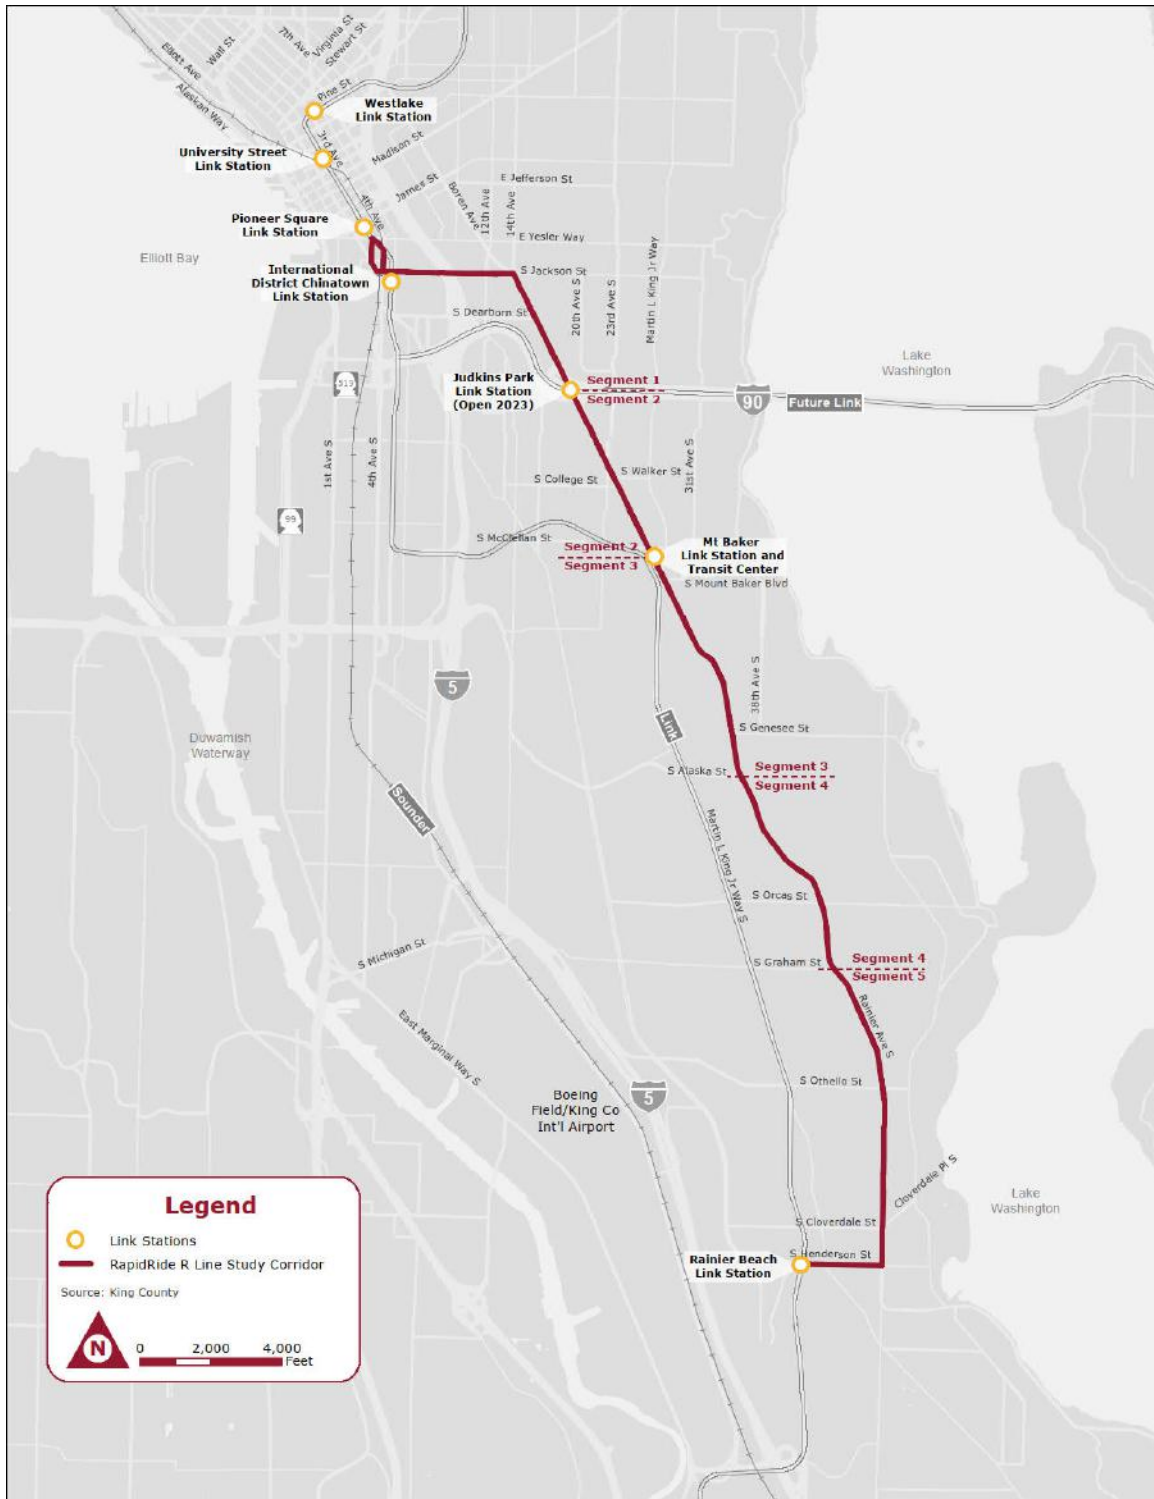 7th Ave
Virginia St
Stewart St
Wall St
Elliott Ave
Alaskan Way
Pine St
Westlake
Link Station
3rd Ave
Madison St
University Street
Link Station
James St
E Jefferson St
Boren Ave
12th Ave
14th Ave
4th Ave
Pioneer Square
Link Station
E Yesler Way
Martin L King Jr Way
Elliott Bay
International
District Chinatown
Link Station
S Jackson St
20th Ave S
23rd Ave S
S Dearborn St
Lake
Washington
519
Judkins Park
Link Station
(Open 2023)
Segment 1
Segment 2
90
Future Link
1st Ave S
4th Ave S
S Walker St
31st Ave S
S College St
99
S McClellan St
Segment 2
Segment 3
Mt Baker
Link Station and
Transit Center
S Mount Baker Blvd
5
38th Ave S
Link
S Genesee St
Duwamish
Waterway
S Alaska St
Segment 3
Segment 4
Sounder
Martin L King Jr Way S
S Orcas St
S Michigan St
S Graham St
Segment 4
Segment 5
Rainier Ave S
East Marginal Way S
S Othello St
5
Boeing
Field/King Co
Int'l Airport
Cloverdale Pl S
Lake
Washington
S Cloverdale St
S Henderson St
Rainier Beach
Link Station
Legend
Link Stations
RapidRide R Line Study Corridor
Source: King County
N
0 2,000 4,000
Feet